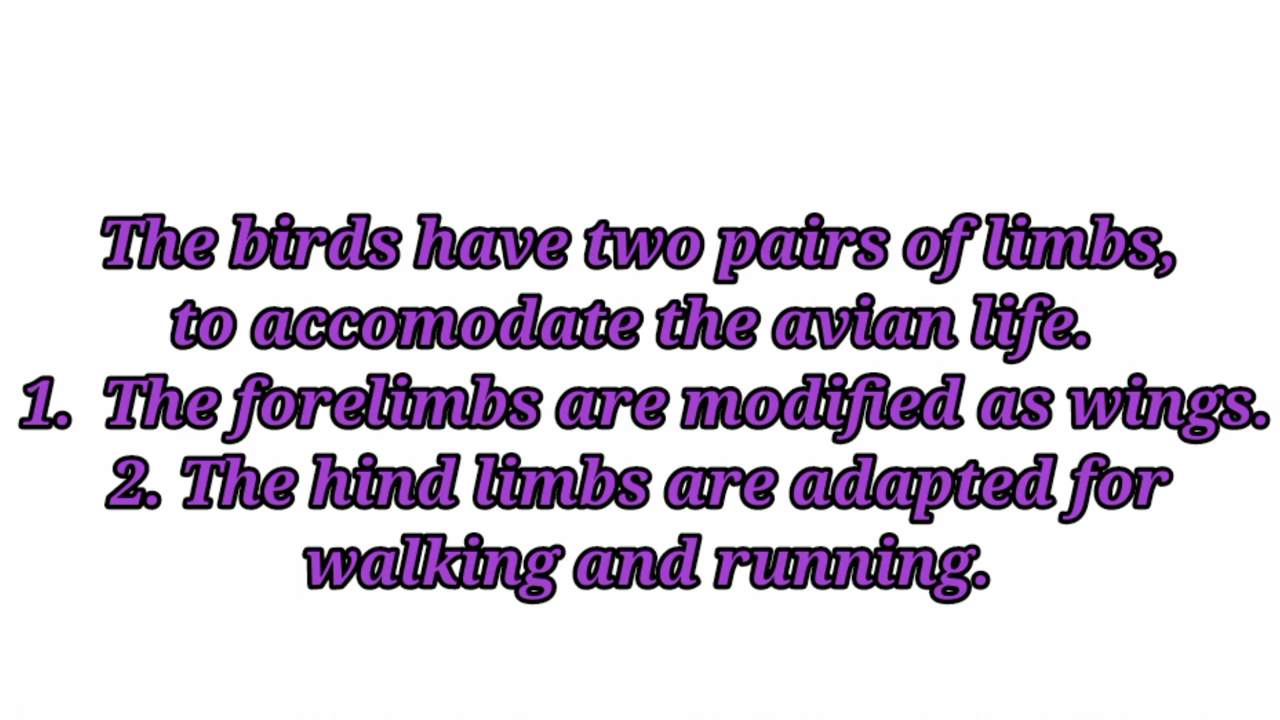 The birds have two pairs of limbs,
to accomodate the avian life.
1. The forelimbs are modified as wings.
2. The hind limbs are adapted for
walking and running.